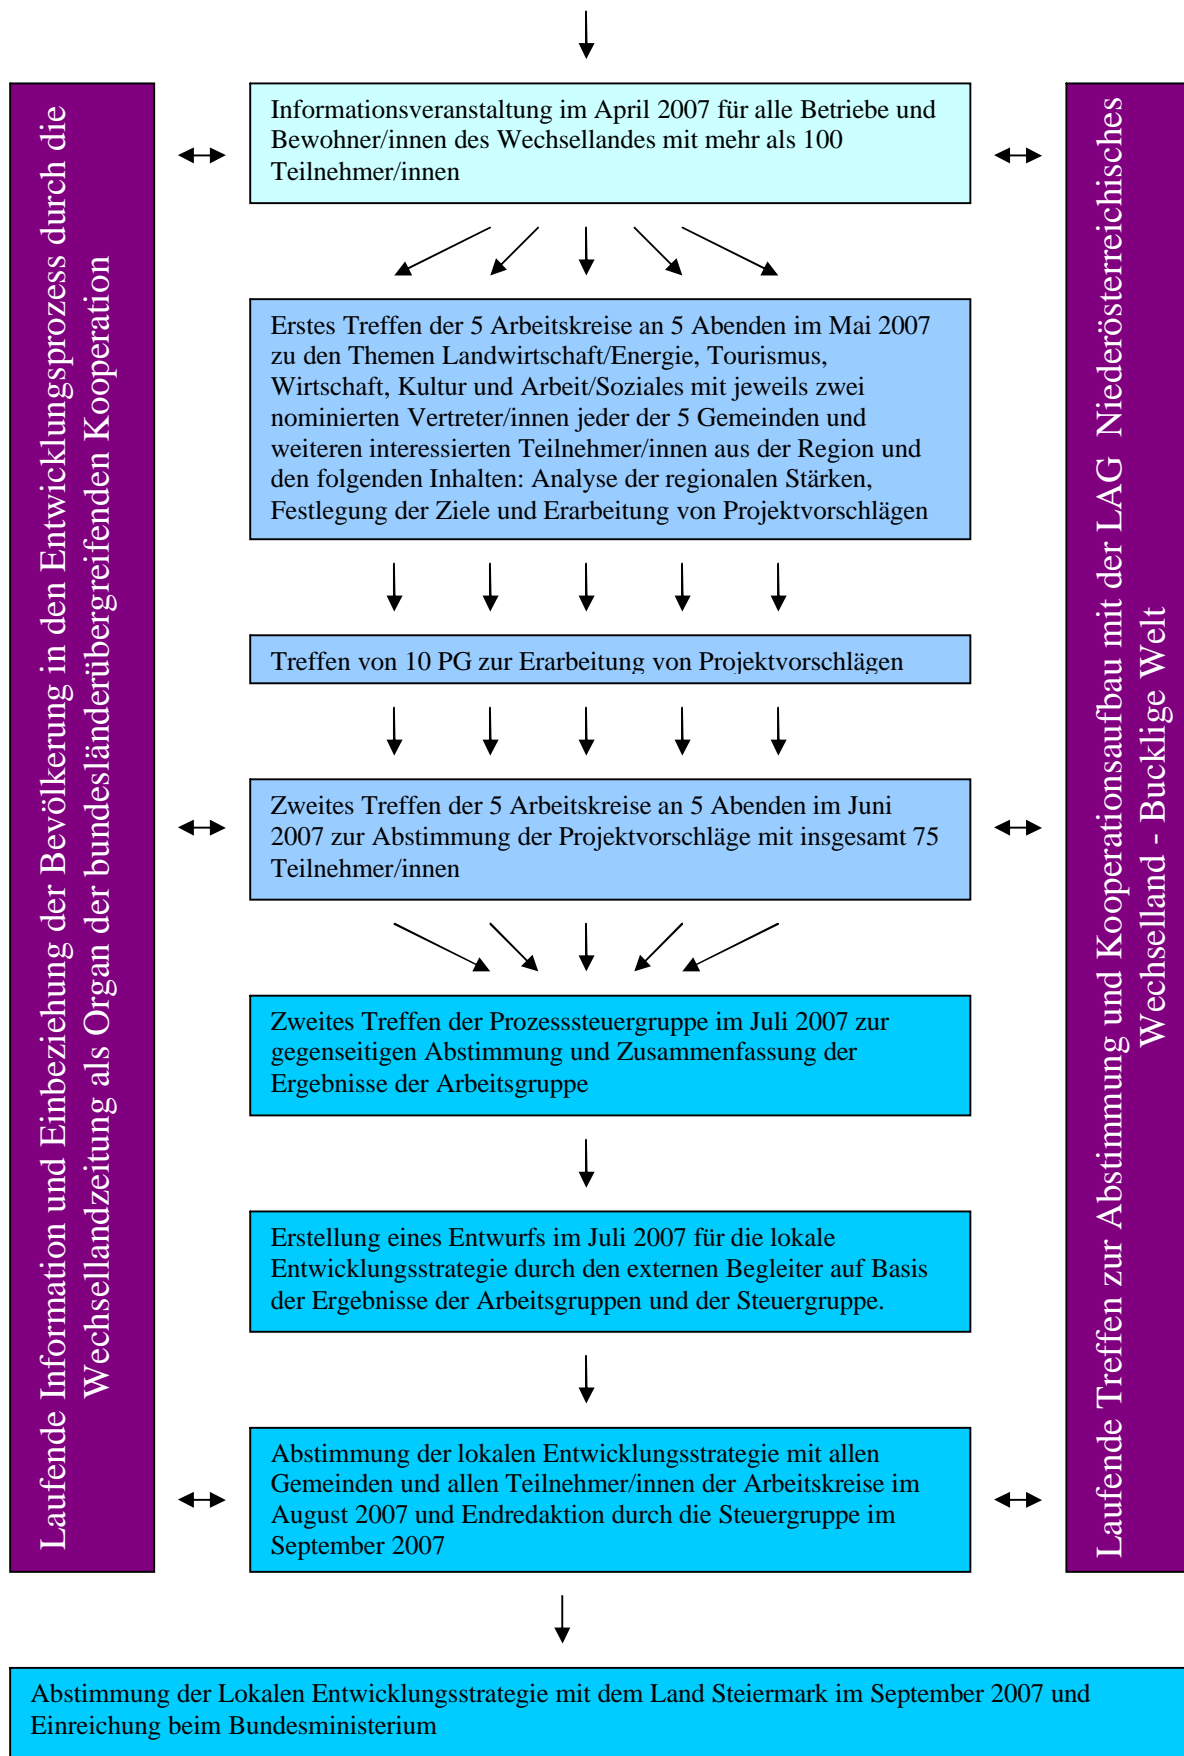 Laufende Information und Einbeziehung der Bevölkerung in den Entwicklungsprozess durch die
Wechsellandzeitung als Organ der bundesländerübergreifenden Kooperation
Informationsveranstaltung im April 2007 für alle Betriebe und
Bewohner/innen des Wechsellandes mit mehr als 100
Teilnehmer/innen
Erstes Treffen der 5 Arbeitskreise an 5 Abenden im Mai 2007
zu den Themen Landwirtschaft/Energie, Tourismus,
Wirtschaft, Kultur und Arbeit/Soziales mit jeweils zwei
nominierten Vertreter/innen jeder der 5 Gemeinden und
weiteren interessierten Teilnehmer/innen aus der Region und
den folgenden Inhalten: Analyse der regionalen Stärken,
Festlegung der Ziele und Erarbeitung von Projektvorschlägen
Treffen von 10 PG zur Erarbeitung von Projektvorschlägen
Zweites Treffen der 5 Arbeitskreise an 5 Abenden im Juni
2007 zur Abstimmung der Projektvorschläge mit insgesamt 75
Teilnehmer/innen
Zweites Treffen der Prozesssteuergruppe im Juli 2007 zur
gegenseitigen Abstimmung und Zusammenfassung der
Ergebnisse der Arbeitsgruppe
Erstellung eines Entwurfs im Juli 2007 für die lokale
Entwicklungsstrategie durch den externen Begleiter auf Basis
der Ergebnisse der Arbeitsgruppen und der Steuergruppe.
Abstimmung der lokalen Entwicklungsstrategie mit allen
Gemeinden und allen Teilnehmer/innen der Arbeitskreise im
August 2007 und Endredaktion durch die Steuergruppe im
September 2007
Laufende Treffen zur Abstimmung und Kooperationsaufbau mit der LAG Niederösterreichisches
Wechselland - Bucklige Welt
Abstimmung der Lokalen Entwicklungsstrategie mit dem Land Steiermark im September 2007 und
Einreichung beim Bundesministerium